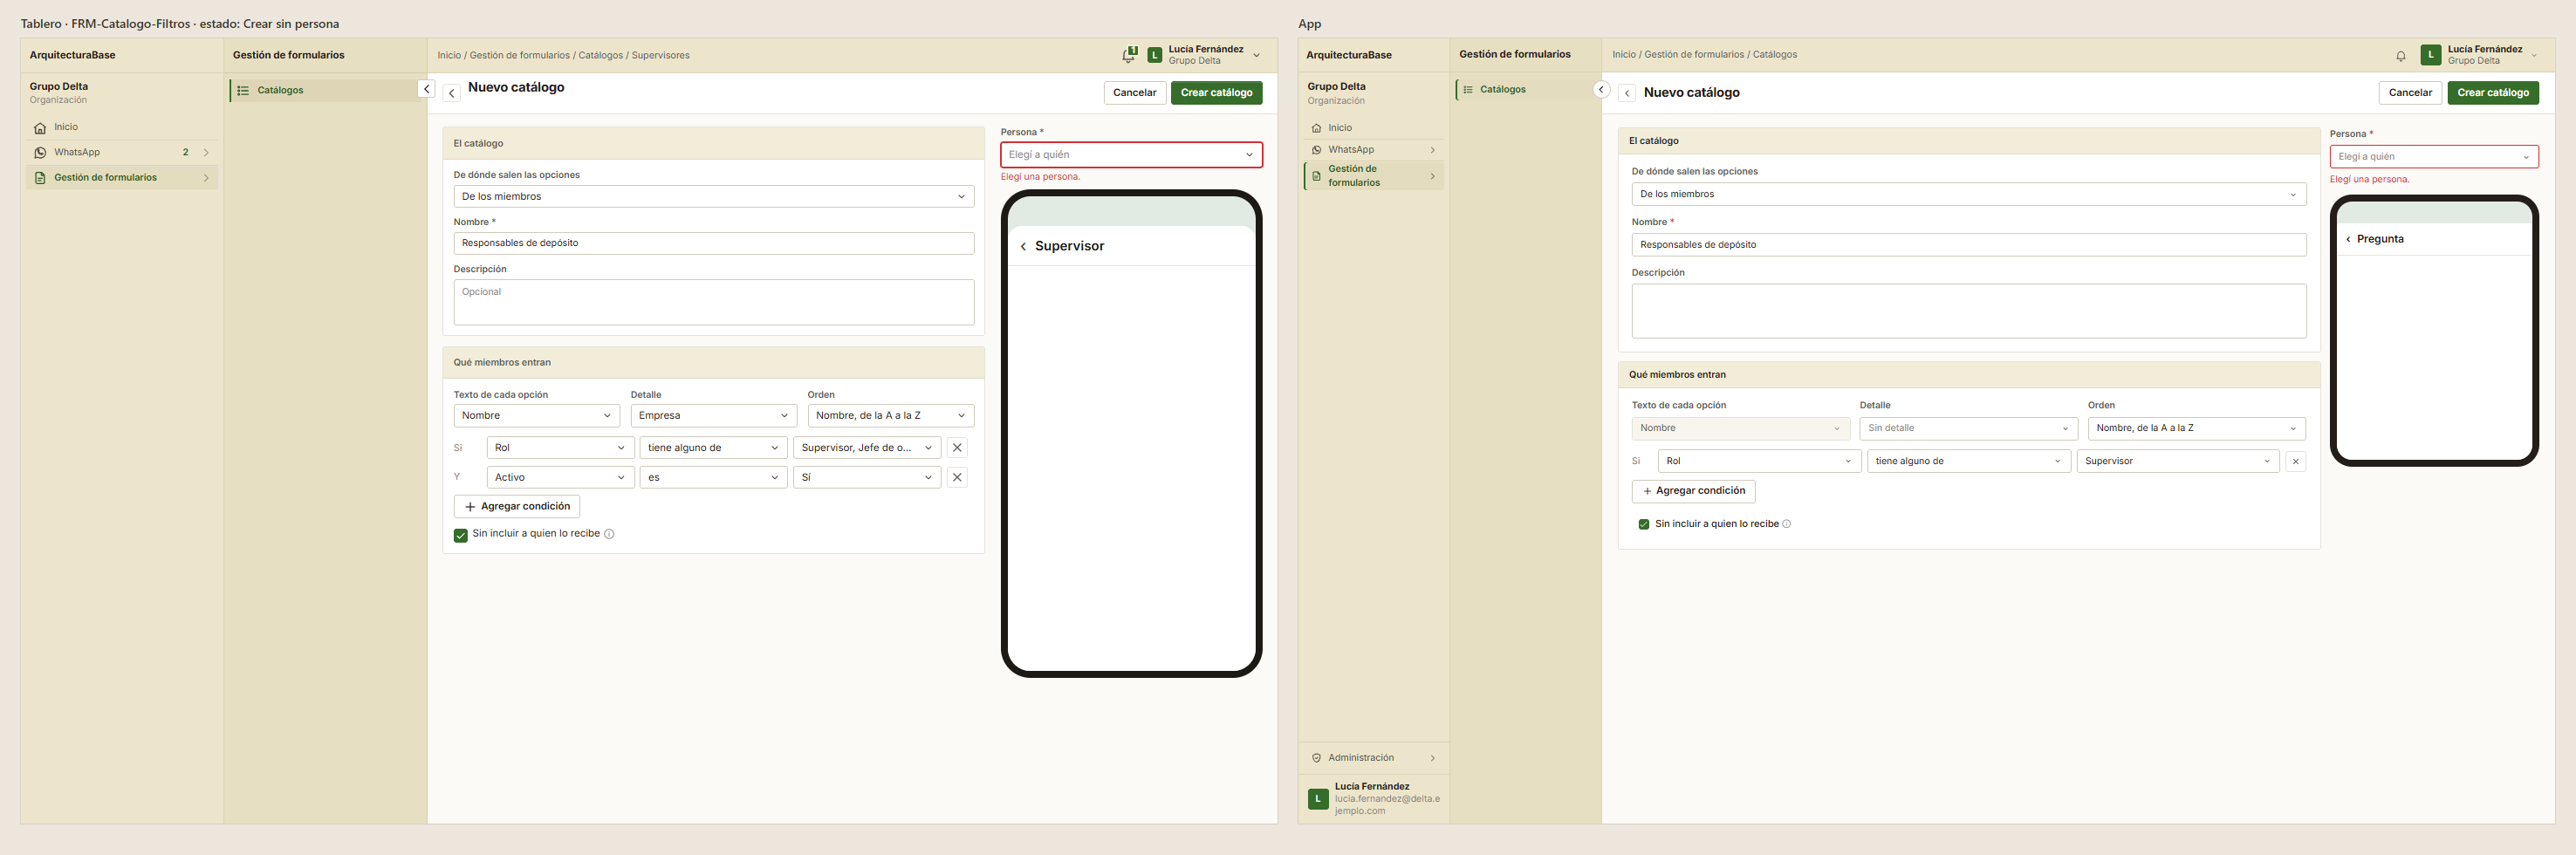 Tablero · FRM-Catalogo-Filtros · estado: Crear sin persona
ArquitecturaBase
Gestión de formularios
Inicio / Gestión de formularios / Catálogos / Supervisores
1
L
Lucía Fernández
Grupo Delta
Grupo Delta
Organización
Catálogos
Nuevo catálogo
Cancelar
Crear catálogo
Inicio
WhatsApp
2
Gestión de formularios
El catálogo
De dónde salen las opciones
De los miembros
Nombre *
Responsables de depósito
Descripción
Opcional
Qué miembros entran
Texto de cada opción
Detalle
Orden
Nombre
Empresa
Nombre, de la A a la Z
Si
Rol
tiene alguno de
Supervisor, Jefe de o...
Y
Activo
es
Sí
Agregar condición
Sin incluir a quien lo recibe
Persona *
Elegí a quién
Elegí una persona.
Supervisor
App
ArquitecturaBase
Gestión de formularios
Inicio / Gestión de formularios / Catálogos
L
Lucía Fernández
Grupo Delta
Grupo Delta
Organización
Catálogos
Nuevo catálogo
Cancelar
Crear catálogo
Inicio
WhatsApp
Gestión de
formularios
El catálogo
De dónde salen las opciones
De los miembros
Nombre *
Responsables de depósito
Descripción
Qué miembros entran
Texto de cada opción
Detalle
Orden
Nombre
Sin detalle
Nombre, de la A a la Z
Si
Rol
tiene alguno de
Supervisor
Agregar condición
Sin incluir a quien lo recibe
Persona *
Elegí a quién
Elegí una persona.
Pregunta
Administración
L
Lucía Fernández
lucia.fernandez@delta.e
jemplo.com